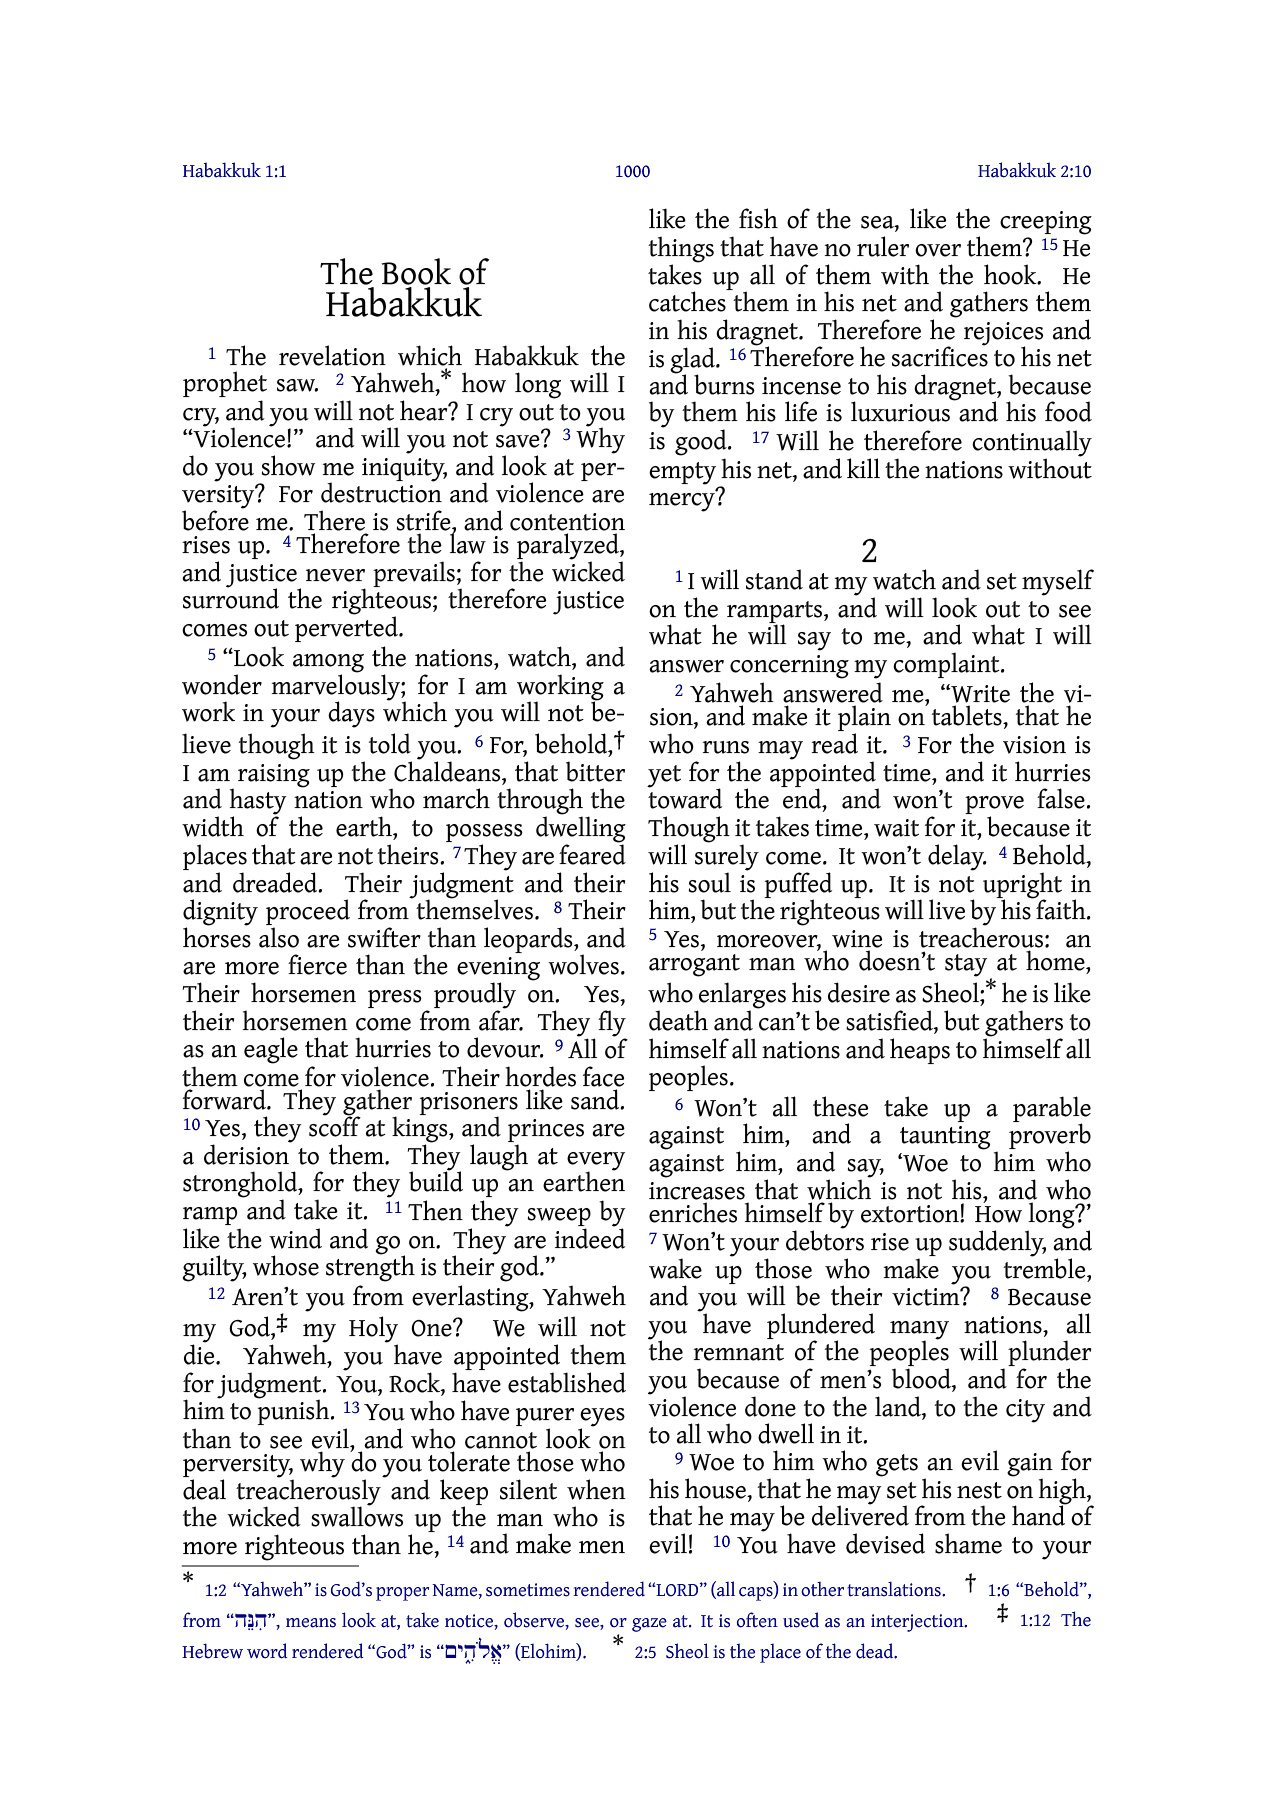 Habakkuk 1:1
1000
Habakkuk 2:10
The Book of
Habakkuk
1 The revelation which Habakkuk the
prophet saw. 2 Yahweh,* how long will I
cry, and you will not hear? I cry out to you
“Violence!” and will you not save? 3 Why
do you show me iniquity, and look at per-
versity? For destruction and violence are
before me. There is strife, and contention
rises up. 4 Therefore the law is paralyzed,
and justice never prevails; for the wicked
surround the righteous; therefore justice
comes out perverted.
5 “Look among the nations, watch, and
wonder marvelously; for I am working a
work in your days which you will not be-
lieve though it is told you. 6 For, behold,†
I am raising up the Chaldeans, that bitter
and hasty nation who march through the
width of the earth, to possess dwelling
places that are not theirs. 7 They are feared
and dreaded. Their judgment and their
dignity proceed from themselves. 8 Their
horses also are swifter than leopards, and
are more fierce than the evening wolves.
Their horsemen press proudly on. Yes,
their horsemen come from afar. They fly
as an eagle that hurries to devour. 9 All of
them come for violence. Their hordes face
forward. They gather prisoners like sand.
10 Yes, they scoff at kings, and princes are
a derision to them. They laugh at every
stronghold, for they build up an earthen
ramp and take it. 11 Then they sweep by
like the wind and go on. They are indeed
guilty, whose strength is their god.”
12 Aren’t you from everlasting, Yahweh
my God,‡ my Holy One? We will not
die. Yahweh, you have appointed them
for judgment. You, Rock, have established
him to punish. 13 You who have purer eyes
than to see evil, and who cannot look on
perversity, why do you tolerate those who
deal treacherously and keep silent when
the wicked swallows up the man who is
more righteous than he, 14 and make men
like the fish of the sea, like the creeping
things that have no ruler over them? 15 He
takes up all of them with the hook. He
catches them in his net and gathers them
in his dragnet. Therefore he rejoices and
is glad. 16 Therefore he sacrifices to his net
and burns incense to his dragnet, because
by them his life is luxurious and his food
is good. 17 Will he therefore continually
empty his net, and kill the nations without
mercy?
2
1 I will stand at my watch and set myself
on the ramparts, and will look out to see
what he will say to me, and what I will
answer concerning my complaint.
2 Yahweh answered me, “Write the vi-
sion, and make it plain on tablets, that he
who runs may read it. 3 For the vision is
yet for the appointed time, and it hurries
toward the end, and won’t prove false.
Though it takes time, wait for it, because it
will surely come. It won’t delay. 4 Behold,
his soul is puffed up. It is not upright in
him, but the righteous will live by his faith.
5 Yes, moreover, wine is treacherous: an
arrogant man who doesn’t stay at home,
who enlarges his desire as Sheol;* he is like
death and can’t be satisfied, but gathers to
himself all nations and heaps to himself all
peoples.
6 Won’t all these take up a parable
against him, and a taunting proverb
against him, and say, ‘Woe to him who
increases that which is not his, and who
enriches himself by extortion! How long?’
7 Won’t your debtors rise up suddenly, and
wake up those who make you tremble,
and you will be their victim? 8 Because
you have plundered many nations, all
the remnant of the peoples will plunder
you because of men’s blood, and for the
violence done to the land, to the city and
to all who dwell in it.
9 Woe to him who gets an evil gain for
his house, that he may set his nest on high,
that he may be delivered from the hand of
evil! 10 You have devised shame to your
* 1:2 “Yahweh” is God’s proper Name, sometimes rendered “LORD” (all caps) in other translations. † 1:6 “Behold”,
from “הִנֵּה”, means look at, take notice, observe, see, or gaze at. It is often used as an interjection. ‡ 1:12 The
Hebrew word rendered “God” is “אֱלֹהִ֑ים” (Elohim). * 2:5 Sheol is the place of the dead.